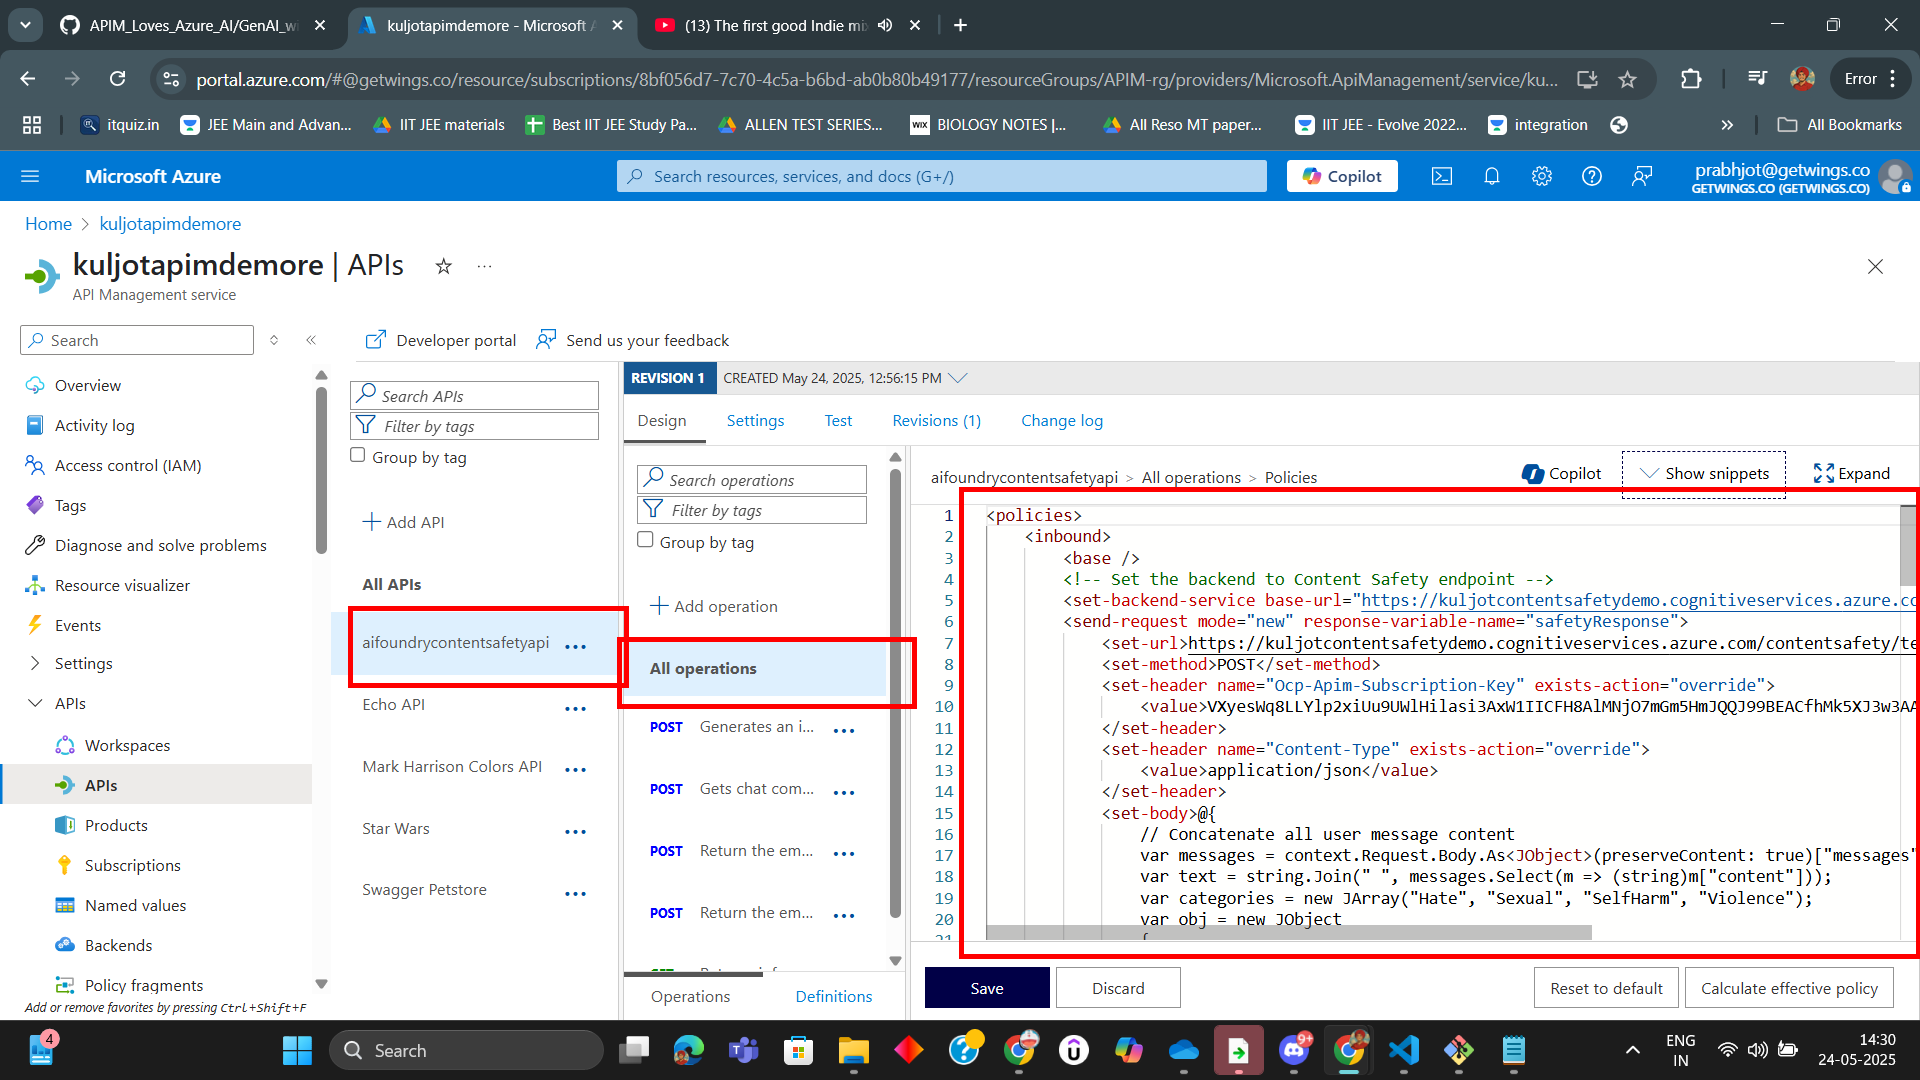 APIM_Loves_Azure_AI/GenAI_wi
kuljotapimdemore - Microsoft A
(13) The first good Indie mix
portal.azure.com/#@getwings.co/resource/subscriptions/8bf056d7-7c70-4c5a-b6bd-ab0b80b49177/resourceGroups/APIM-rg/providers/Microsoft.ApiManagement/service/ku...
Error
itquiz.in
JEE Main and Advan...
IIT JEE materials
Best IIT JEE Study Pa...
ALLEN TEST SERIES...
WIX
BIOLOGY NOTES |...
All Reso MT paper...
IIT JEE - Evolve 2022...
integration
All Bookmarks
Microsoft Azure
Search resources, services, and docs (G+/)
Copilot
prabhjot@getwings.co
GETWINGS.CO (GETWINGS.CO)
Home > kuljotapimdemore
kuljotapimdemore | APIs
API Management service
Search
Overview
Activity log
Access control (IAM)
Tags
Diagnose and solve problems
Resource visualizer
Events
Settings
APIs
Workspaces
APIs
Products
Subscriptions
Named values
Backends
Policy fragments
Add or remove favorites by pressing Ctrl+Shift+F
Developer portal
Send us your feedback
Search APIs
Filter by tags
Group by tag
Add API
All APIs
aifoundrycontentsafetyapi
Echo API
Mark Harrison Colors API
Star Wars
Swagger Petstore
REVISION 1
CREATED May 24, 2025, 12:56:15 PM
Design
Settings
Test
Revisions (1)
Change log
Search operations
Filter by tags
Group by tag
Add operation
All operations
POST Generates an i...
POST Gets chat com...
POST Return the em...
POST Return the em...
Operations
Definitions
aifoundrycontentsafetyapi > All operations > Policies
Copilot
Show snippets
Expand
1 <policies>
2 <inbound>
3 <base />
4 <!-- Set the backend to Content Safety endpoint -->
5 <set-backend-service base-url="https://kuljotcontentsafetydemo.cognitiveservices.azure.co
6 <send-request mode="new" response-variable-name="safetyResponse">
7 <set-url>https://kuljotcontentsafetydemo.cognitiveservices.azure.com/contentsafety/te
8 <set-method>POST</set-method>
9 <set-header name="Ocp-Apim-Subscription-Key" exists-action="override">
10 <value>VXyesWq8LLYlp2xiUu9UWlHilasi3AxW1IICFH8AlMNjO7mGm5HmJQQJ99BEACfhMk5XJ3w3AA
11 </set-header>
12 <set-header name="Content-Type" exists-action="override">
13 <value>application/json</value>
14 </set-header>
15 <set-body>@{
16 // Concatenate all user message content
17 var messages = context.Request.Body.As<JObject>(preserveContent: true)["messages"
18 var text = string.Join(" ", messages.Select(m => (string)m["content"]));
19 var categories = new JArray("Hate", "Sexual", "SelfHarm", "Violence");
20 var obj = new JObject
21 {
Save
Discard
Reset to default
Calculate effective policy
4
Search
9+
ENG
IN
14:30
24-05-2025